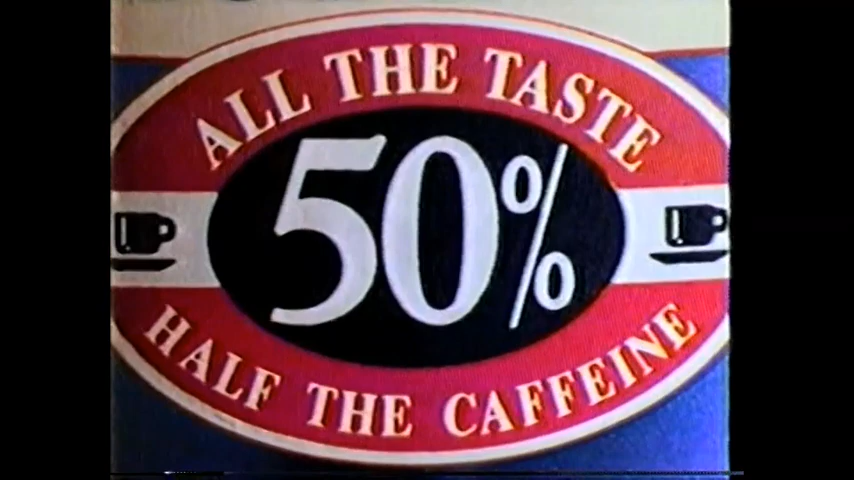 ALL THE TASTE
50%
HALF THE CAFFEINE